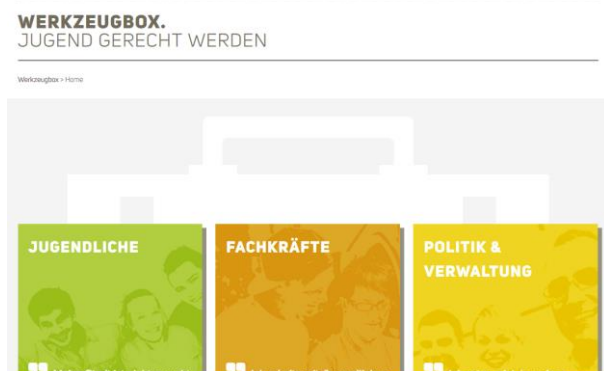 WERKZEUGBOX.
JUGEND GERECHT WERDEN
Werkzeugbox > Home
JUGENDLICHE
FACHKRÄFTE
POLITIK &
VERWALTUNG